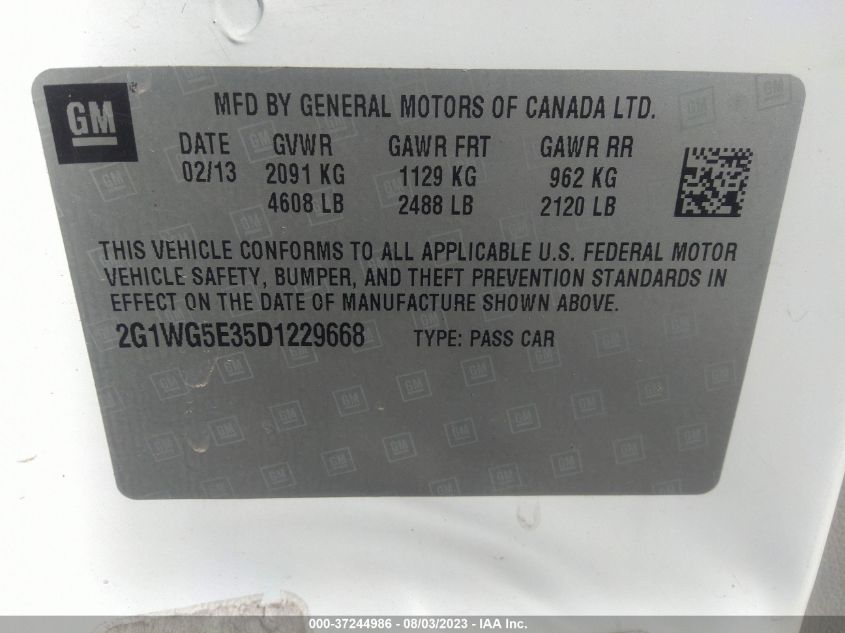 GM
MFD BY GENERAL MOTORS OF CANADA LTD.
DATE GVWR GAWR FRT GAWR RR
02/13 2091 KG 1129 KG 962 KG
4608 LB 2488 LB 2120 LB
THIS VEHICLE CONFORMS TO ALL APPLICABLE U.S. FEDERAL MOTOR
VEHICLE SAFETY, BUMPER, AND THEFT PREVENTION STANDARDS IN
EFFECT ON THE DATE OF MANUFACTURE SHOWN ABOVE.
2G1WG5E35D1229668 TYPE: PASS CAR
000-37244986 - 08/03/2023 - IAA Inc.